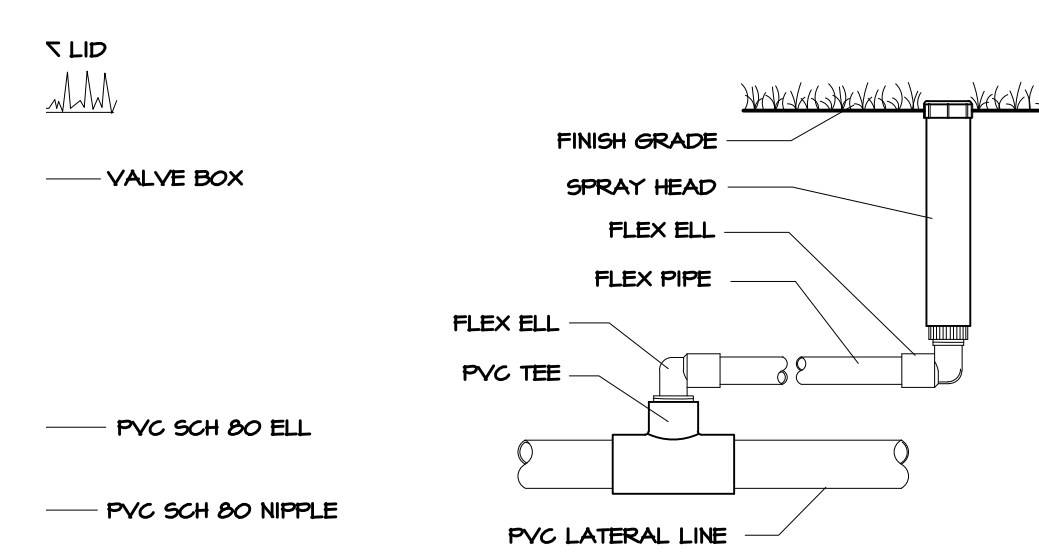 LID
VALVE BOX
PVC SCH 80 ELL
PVC SCH 80 NIPPLE
FINISH GRADE
SPRAY HEAD
FLEX ELL
FLEX PIPE
FLEX ELL
PVC TEE
PVC LATERAL LINE